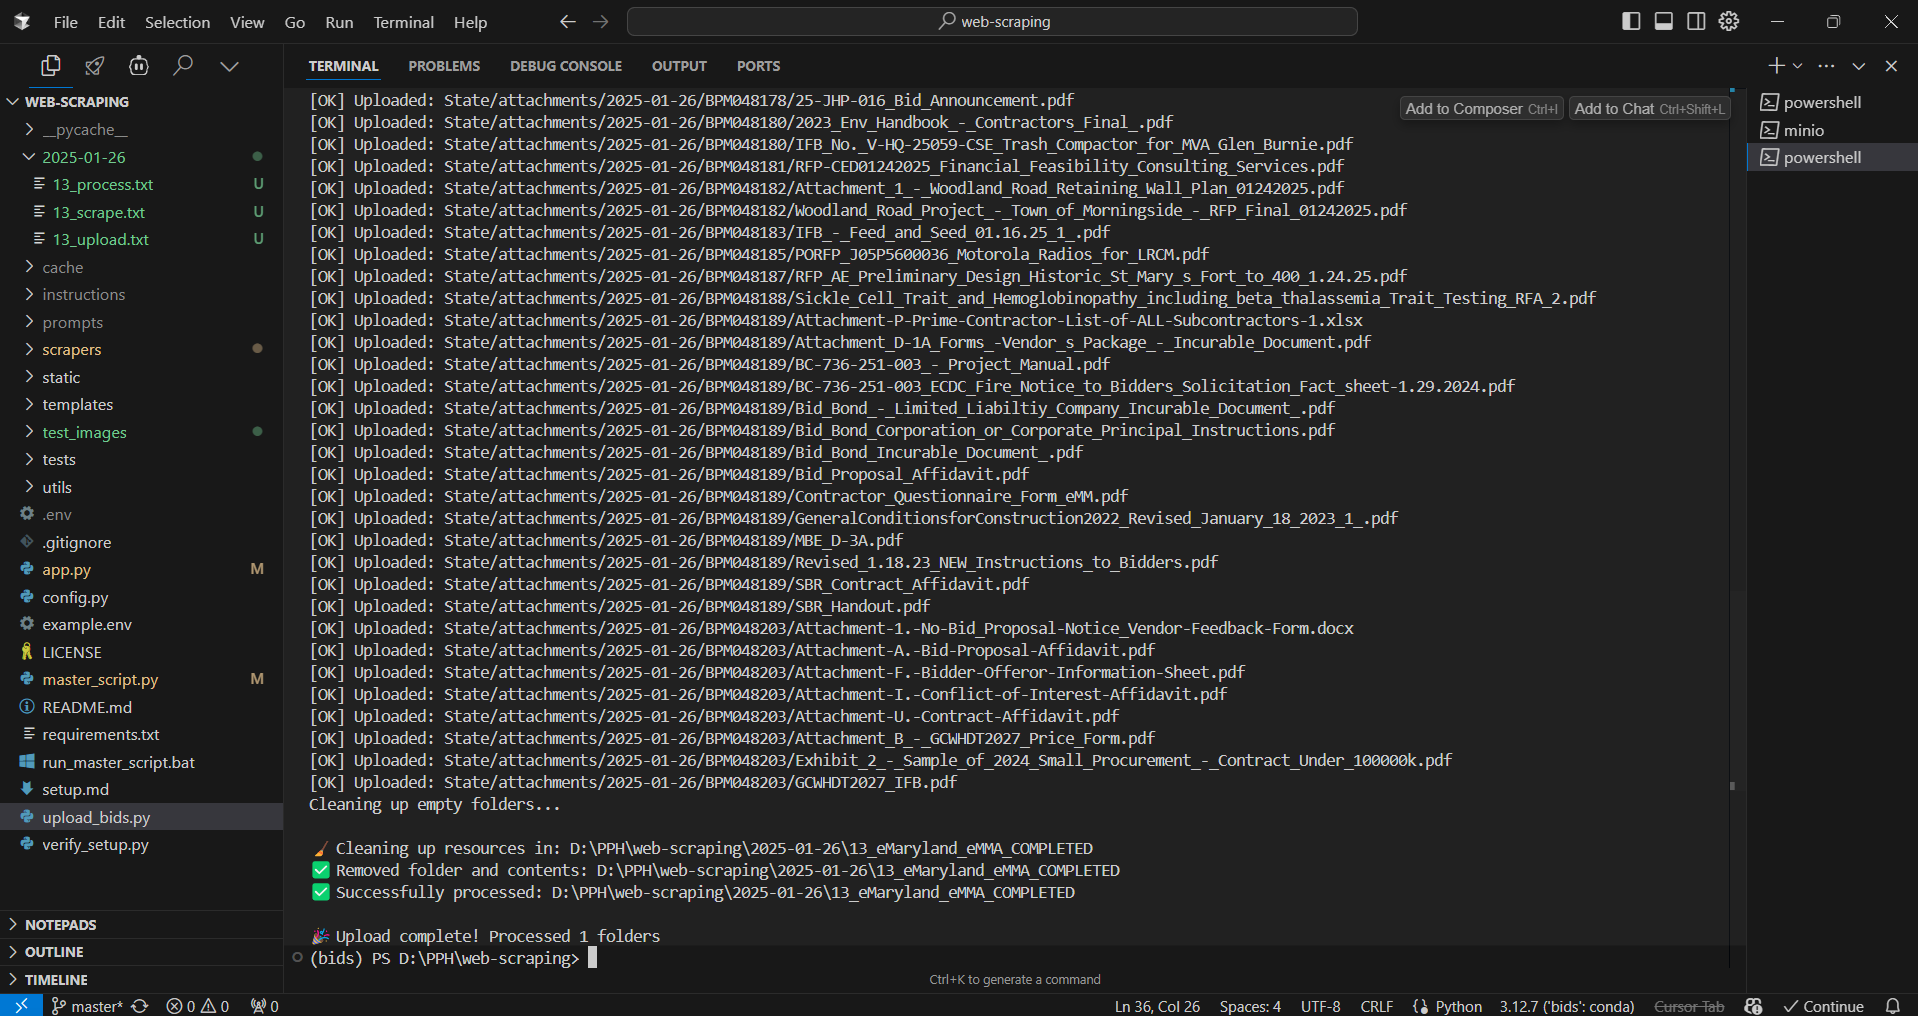 File Edit Selection View Go Run Terminal Help
web-scraping
TERMINAL PROBLEMS DEBUG CONSOLE OUTPUT PORTS
WEB-SCRAPING
__pycache__
2025-01-26
13_process.txt U
13_scrape.txt U
13_upload.txt U
cache
instructions
prompts
scrapers
static
templates
test_images
tests
utils
.env
.gitignore
app.py M
config.py
example.env
LICENSE
master_script.py M
README.md
requirements.txt
run_master_script.bat
setup.md
upload_bids.py
verify_setup.py
NOTEPADS
OUTLINE
TIMELINE
[OK] Uploaded: State/attachments/2025-01-26/BPM048178/25-JHP-016_Bid_Announcement.pdf
[OK] Uploaded: State/attachments/2025-01-26/BPM048180/2023_Env_Handbook_-_Contractors_Final_.pdf
[OK] Uploaded: State/attachments/2025-01-26/BPM048180/IFB_No._V-HQ-25059-CSE_Trash_Compactor_for_MVA_Glen_Burnie.pdf
[OK] Uploaded: State/attachments/2025-01-26/BPM048181/RFP-CED01242025_Financial_Feasibility_Consulting_Services.pdf
[OK] Uploaded: State/attachments/2025-01-26/BPM048182/Attachment_1_-_Woodland_Road_Retaining_Wall_Plan_01242025.pdf
[OK] Uploaded: State/attachments/2025-01-26/BPM048182/Woodland_Road_Project_-_Town_of_Morningside_-_RFP_Final_01242025.pdf
[OK] Uploaded: State/attachments/2025-01-26/BPM048183/IFB_-_Feed_and_Seed_01.16.25_1_.pdf
[OK] Uploaded: State/attachments/2025-01-26/BPM048185/PORFP_J05P5600036_Motorola_Radios_for_LRCM.pdf
[OK] Uploaded: State/attachments/2025-01-26/BPM048187/RFP_AE_Preliminary_Design_Historic_St_Mary_s_Fort_to_400_1.24.25.pdf
[OK] Uploaded: State/attachments/2025-01-26/BPM048188/Sickle_Cell_Trait_and_Hemoglobinopathy_including_beta_thalassemia_Trait_Testing_RFA_2.pdf
[OK] Uploaded: State/attachments/2025-01-26/BPM048189/Attachment-P-Prime-Contractor-List-of-ALL-Subcontractors-1.xlsx
[OK] Uploaded: State/attachments/2025-01-26/BPM048189/Attachment_D-1A_Forms_-Vendor_s_Package_-_Incurable_Document.pdf
[OK] Uploaded: State/attachments/2025-01-26/BPM048189/BC-736-251-003_-_Project_Manual.pdf
[OK] Uploaded: State/attachments/2025-01-26/BPM048189/BC-736-251-003_ECDC_Fire_Notice_to_Bidders_Solicitation_Fact_sheet-1.29.2024.pdf
[OK] Uploaded: State/attachments/2025-01-26/BPM048189/Bid_Bond_-_Limited_Liabiltiy_Company_Incurable_Document_.pdf
[OK] Uploaded: State/attachments/2025-01-26/BPM048189/Bid_Bond_Corporation_or_Corporate_Principal_Instructions.pdf
[OK] Uploaded: State/attachments/2025-01-26/BPM048189/Bid_Bond_Incurable_Document_.pdf
[OK] Uploaded: State/attachments/2025-01-26/BPM048189/Bid_Proposal_Affidavit.pdf
[OK] Uploaded: State/attachments/2025-01-26/BPM048189/Contractor_Questionnaire_Form_eMM.pdf
[OK] Uploaded: State/attachments/2025-01-26/BPM048189/GeneralConditionsforConstruction2022_Revised_January_18_2023_1_.pdf
[OK] Uploaded: State/attachments/2025-01-26/BPM048189/MBE_D-3A.pdf
[OK] Uploaded: State/attachments/2025-01-26/BPM048189/Revised_1.18.23_NEW_Instructions_to_Bidders.pdf
[OK] Uploaded: State/attachments/2025-01-26/BPM048189/SBR_Contract_Affidavit.pdf
[OK] Uploaded: State/attachments/2025-01-26/BPM048189/SBR_Handout.pdf
[OK] Uploaded: State/attachments/2025-01-26/BPM048203/Attachment-1.-No-Bid_Proposal-Notice_Vendor-Feedback-Form.docx
[OK] Uploaded: State/attachments/2025-01-26/BPM048203/Attachment-A.-Bid-Proposal-Affidavit.pdf
[OK] Uploaded: State/attachments/2025-01-26/BPM048203/Attachment-F.-Bidder-Offeror-Information-Sheet.pdf
[OK] Uploaded: State/attachments/2025-01-26/BPM048203/Attachment-I.-Conflict-of-Interest-Affidavit.pdf
[OK] Uploaded: State/attachments/2025-01-26/BPM048203/Attachment-U.-Contract-Affidavit.pdf
[OK] Uploaded: State/attachments/2025-01-26/BPM048203/Attachment_B_-_GCWHDT2027_Price_Form.pdf
[OK] Uploaded: State/attachments/2025-01-26/BPM048203/Exhibit_2_-_Sample_of_2024_Small_Procurement_-_Contract_Under_100000k.pdf
[OK] Uploaded: State/attachments/2025-01-26/BPM048203/GCWHDT2027_IFB.pdf
Cleaning up empty folders...
Cleaning up resources in: D:\PPH\web-scraping\2025-01-26\13_eMaryland_eMMA_COMPLETED
Removed folder and contents: D:\PPH\web-scraping\2025-01-26\13_eMaryland_eMMA_COMPLETED
Successfully processed: D:\PPH\web-scraping\2025-01-26\13_eMaryland_eMMA_COMPLETED
Upload complete! Processed 1 folders
(bids) PS D:\PPH\web-scraping>
Ctrl+K to generate a command
Add to Composer Ctrl+I Add to Chat Ctrl+Shift+L
powershell
minio
powershell
master* 0 0 0 Ln 36, Col 26 Spaces: 4 UTF-8 CRLF Python 3.12.7 ('bids': conda) Cursor Tab Continue